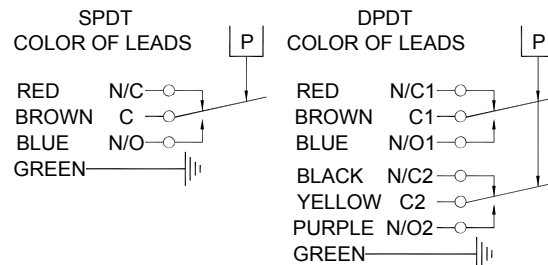 SPDT
COLOR OF LEADS
P
RED N/C
BROWN C
BLUE N/O
GREEN
DPDT
COLOR OF LEADS
P
RED N/C1
BROWN C1
BLUE N/O1
BLACK N/C2
YELLOW C2
PURPLE N/O2
GREEN